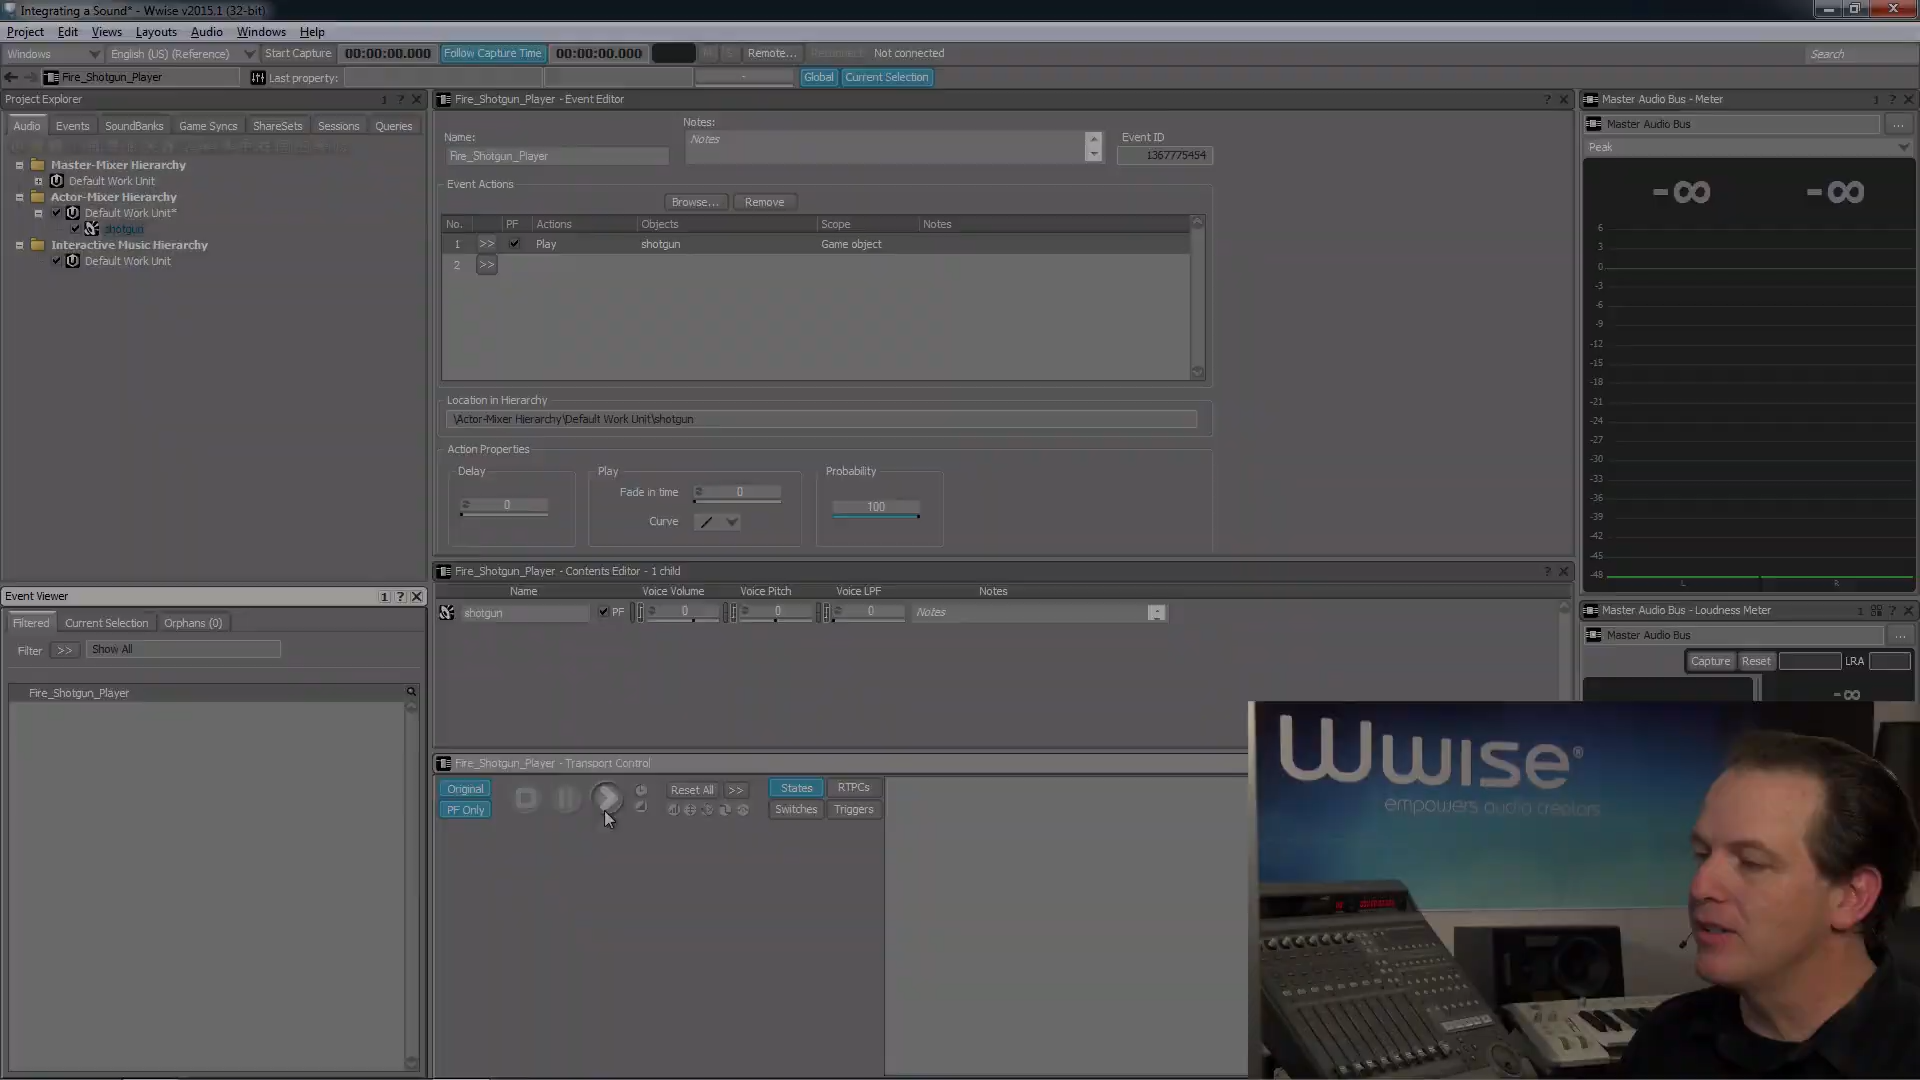 Integrating a Sound* - Wwise v2015.1 (32-bit)
Project Edit Views Layouts Audio Windows Help
Windows English (US) (Reference) Start Capture 00:00:00.000 Follow Capture Time 00:00:00.000 M S Remote... Reconnect Not connected Search
Fire_Shotgun_Player Last property: - Global Current Selection
Project Explorer 1 ?
Audio Events SoundBanks Game Syncs ShareSets Sessions Queries
Master-Mixer Hierarchy
Default Work Unit
Actor-Mixer Hierarchy
Default Work Unit*
shotgun
Interactive Music Hierarchy
Default Work Unit
Event Viewer 1 ?
Filtered Current Selection Orphans (0)
Filter >> Show All
Fire_Shotgun_Player
Fire_Shotgun_Player - Event Editor ?
Name:
Fire_Shotgun_Player
Notes:
Notes
Event ID
1367775454
Event Actions
Browse... Remove
No. PF Actions Objects Scope Notes
1 >> Play shotgun Game object
2 >>
Location in Hierarchy
\Actor-Mixer Hierarchy\Default Work Unit\shotgun
Action Properties
Delay
0
Play
Fade in time 0
Curve
Probability
100
Fire_Shotgun_Player - Contents Editor - 1 child ?
Name Voice Volume Voice Pitch Voice LPF Notes
shotgun PF 0 0 0 Notes
Fire_Shotgun_Player - Transport Control
Original
PF Only
Reset All >>
States RTPCs
Switches Triggers
Master Audio Bus - Meter 1 ?
Master Audio Bus ...
Peak
-∞ -∞
6
3
0
-3
-6
-9
-12
-15
-18
-21
-24
-27
-30
-33
-36
-39
-42
-45
-48
L R
Master Audio Bus - Loudness Meter 1 ?
Master Audio Bus ...
Capture Reset LRA
-∞
Wwise®
empowers audio creators